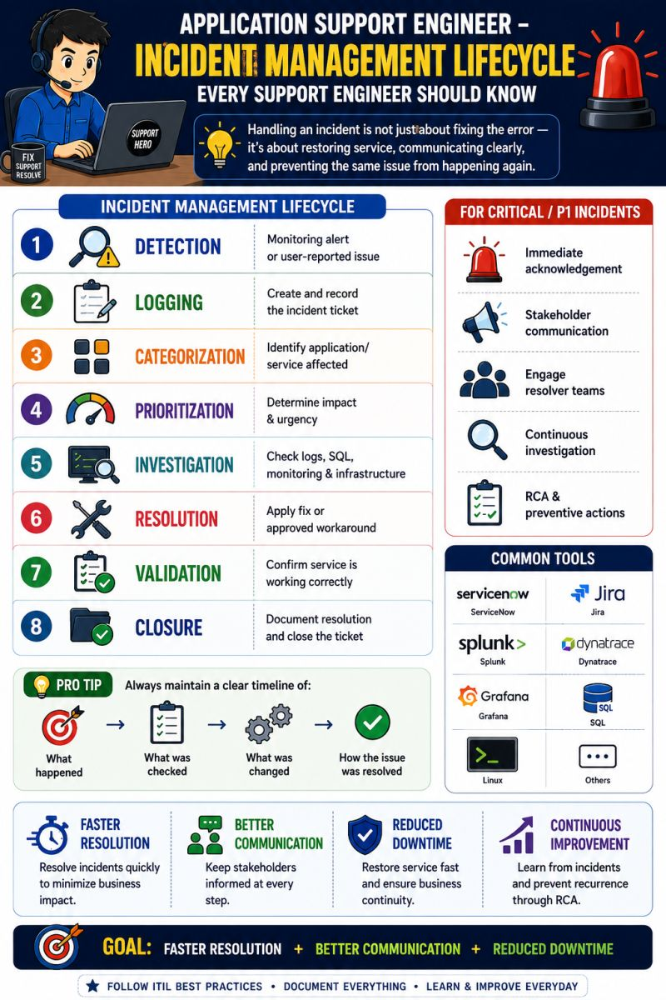 APPLICATION SUPPORT ENGINEER –
INCIDENT MANAGEMENT LIFECYCLE
EVERY SUPPORT ENGINEER SHOULD KNOW
SUPPORT
HERO
FIX
SUPPORT
RESOLVE
Handling an incident is not just about fixing the error —
it's about restoring service, communicating clearly,
and preventing the same issue from happening again.
INCIDENT MANAGEMENT LIFECYCLE
1
DETECTION
Monitoring alert
or user-reported issue
2
LOGGING
Create and record
the incident ticket
3
CATEGORIZATION
Identify application/
service affected
4
PRIORITIZATION
Determine impact
& urgency
5
INVESTIGATION
Check logs, SQL,
monitoring & infrastructure
6
RESOLUTION
Apply fix or
approved workaround
7
VALIDATION
Confirm service is
working correctly
8
CLOSURE
Document resolution
and close the ticket
FOR CRITICAL / P1 INCIDENTS
Immediate
acknowledgement
Stakeholder
communication
Engage
resolver teams
Continuous
investigation
RCA &
preventive actions
COMMON TOOLS
servicenow
ServiceNow
Jira
Jira
splunk>
Splunk
dynatrace
Dynatrace
Grafana
Grafana
SQL
SQL
>_
Linux
Others
PRO TIP
Always maintain a clear timeline of:
What
happened
What was
checked
What was
changed
How the issue
was resolved
FASTER
RESOLUTION
Resolve incidents quickly
to minimize business
impact.
BETTER
COMMUNICATION
Keep stakeholders
informed at every
step.
REDUCED
DOWNTIME
Restore service fast
and ensure business
continuity.
CONTINUOUS
IMPROVEMENT
Learn from incidents
and prevent recurrence
through RCA.
GOAL: FASTER RESOLUTION + BETTER COMMUNICATION + REDUCED DOWNTIME
FOLLOW ITIL BEST PRACTICES • DOCUMENT EVERYTHING • LEARN & IMPROVE EVERYDAY